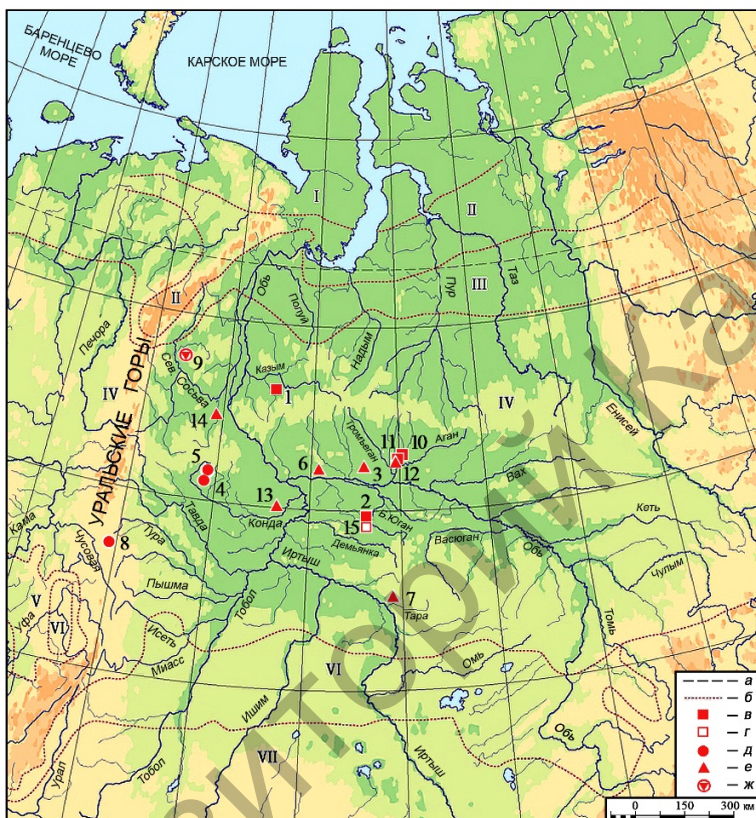 БАРЕНЦЕВО
МОРЕ
КАРСКОЕ МОРЕ
I
II
Обь
Полуй
Пур
Таз
III
II
Надым
Печора
УРАЛЬСКИЕ ГОРЫ
9
Сев. Сосьва
Казым
1
IV
IV
Енисей
14
Тромъеган
11
10
Аган
5
4
6
3
12
Вах
Тавда
13
Конда
2
15
Б.Юган
Кеть
Кама
Чусовая
8
Тура
Иртыш
Демьянка
Васюган
Обь
Чулым
Пышма
Тобол
7
Тара
Томь
V
Уфа
VI
Исеть
Миасс
VI
Омь
Ишим
VII
Урал
Тобол
Иртыш
Обь
а
б
в
г
д
е
ж
0 150 300 км